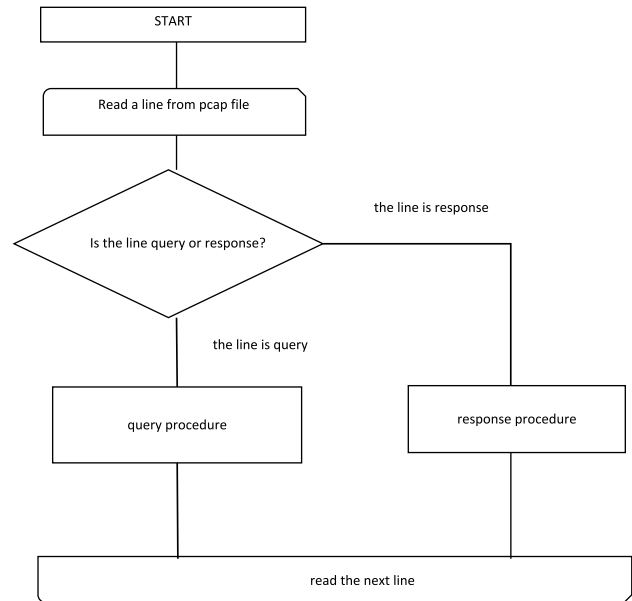 START
Read a line from pcap file
the line is response
Is the line query or response?
the line is query
query procedure
response procedure
read the next line